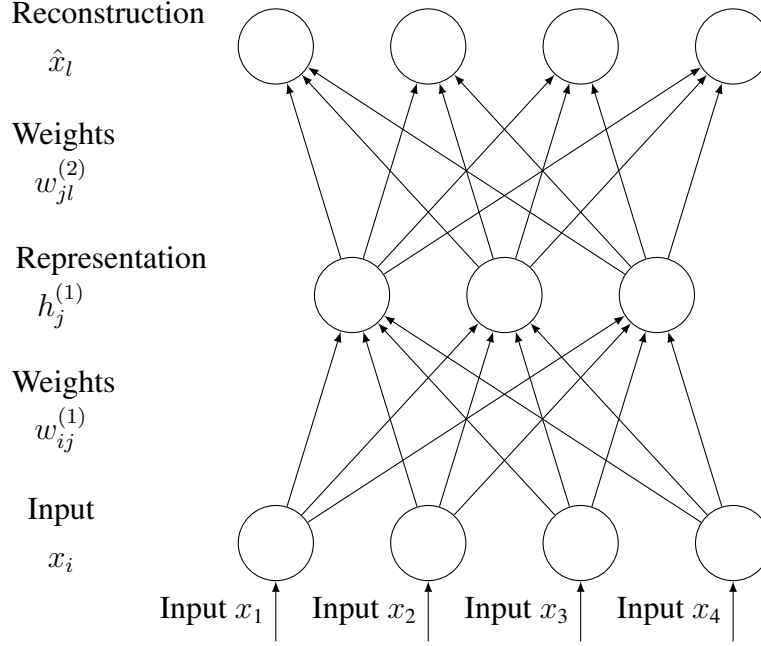 Reconstruction
x̂_l
Weights
w_{jl}^{(2)}
Representation
h_j^{(1)}
Weights
w_{ij}^{(1)}
Input
x_i
Input x_1 Input x_2 Input x_3 Input x_4